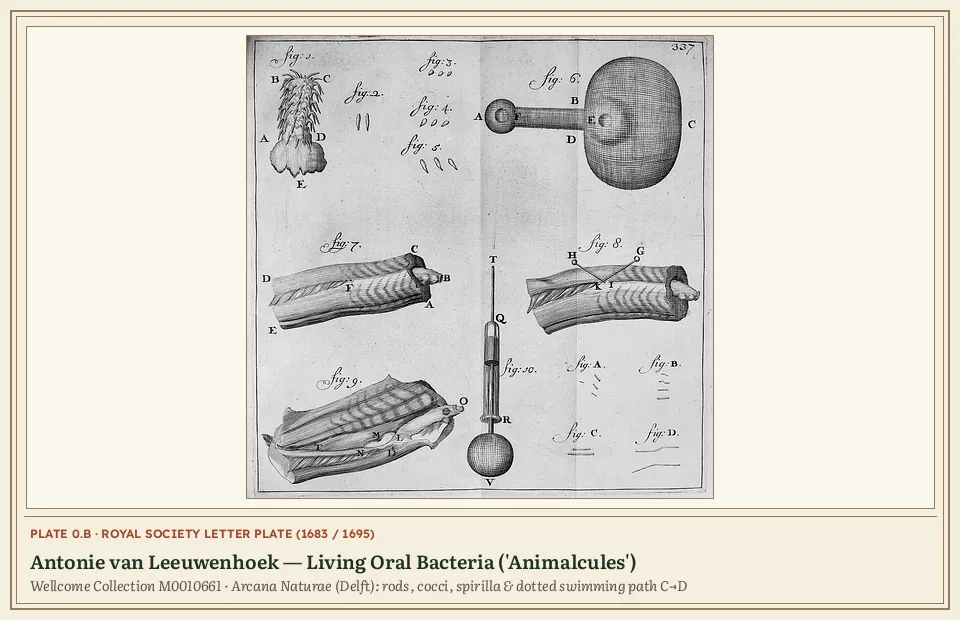 337
fig: 1.
B C
A D
E
fig: 2.
fig: 3.
fig: 4.
fig: 5.
fig: 6.
A F B E C
D
fig: 7.
D C B
F A
E
T
fig: 8.
H G
K I
fig: 9.
O
M L
T N D
Q
fig: 10.
R
V
fig: A.
fig: B.
fig: C.
fig: D.
PLATE 0.B · ROYAL SOCIETY LETTER PLATE (1683 / 1695)
Antonie van Leeuwenhoek — Living Oral Bacteria ('Animalcules')
Wellcome Collection M0010661 · Arcana Naturae (Delft): rods, cocci, spirilla & dotted swimming path C→D